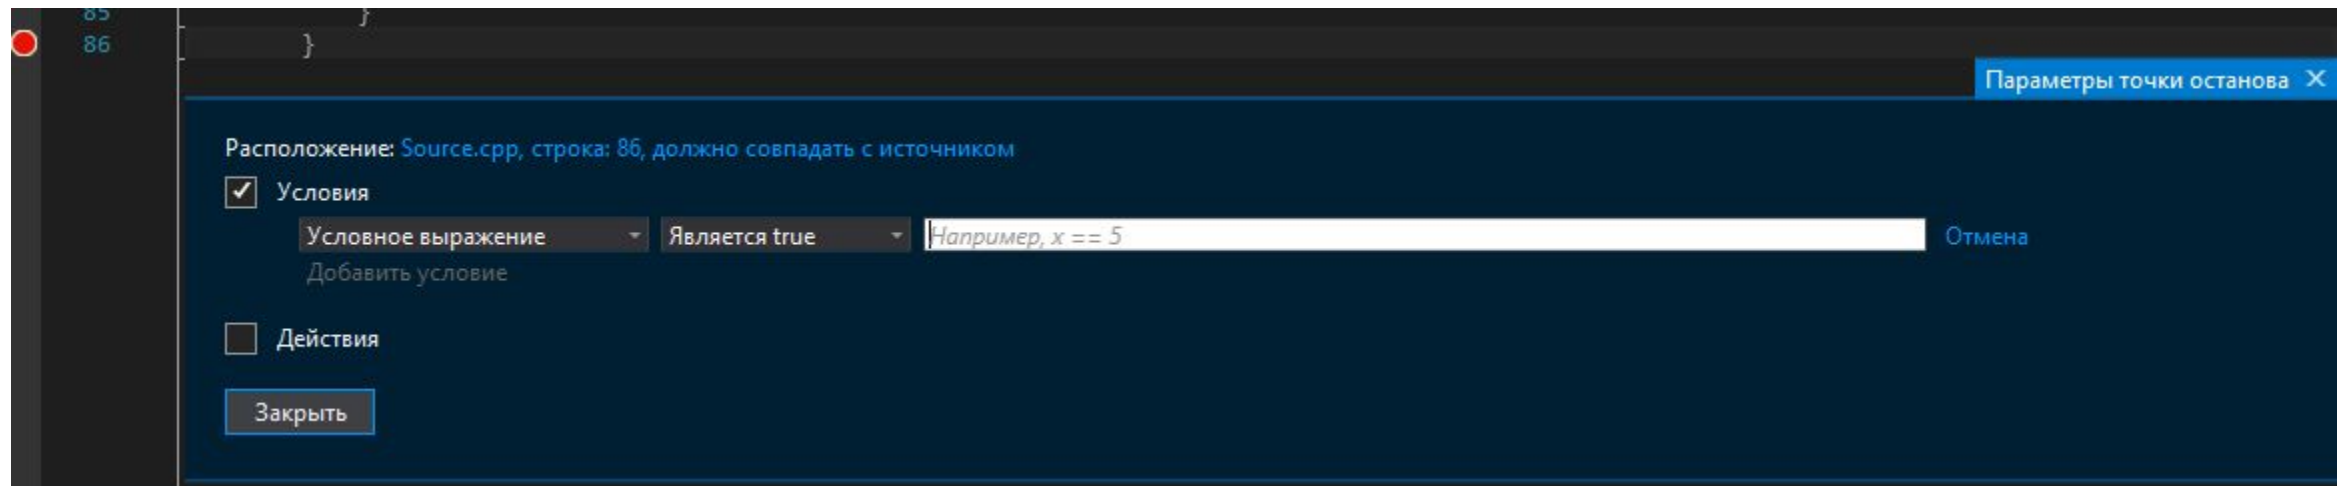 85 }
86 }
Параметры точки останова ✕
Расположение: Source.cpp, строка: 86, должно совпадать с источником
✓ Условия
Условное выражение Является true Например, x == 5 Отмена
Добавить условие
Действия
Закрыть